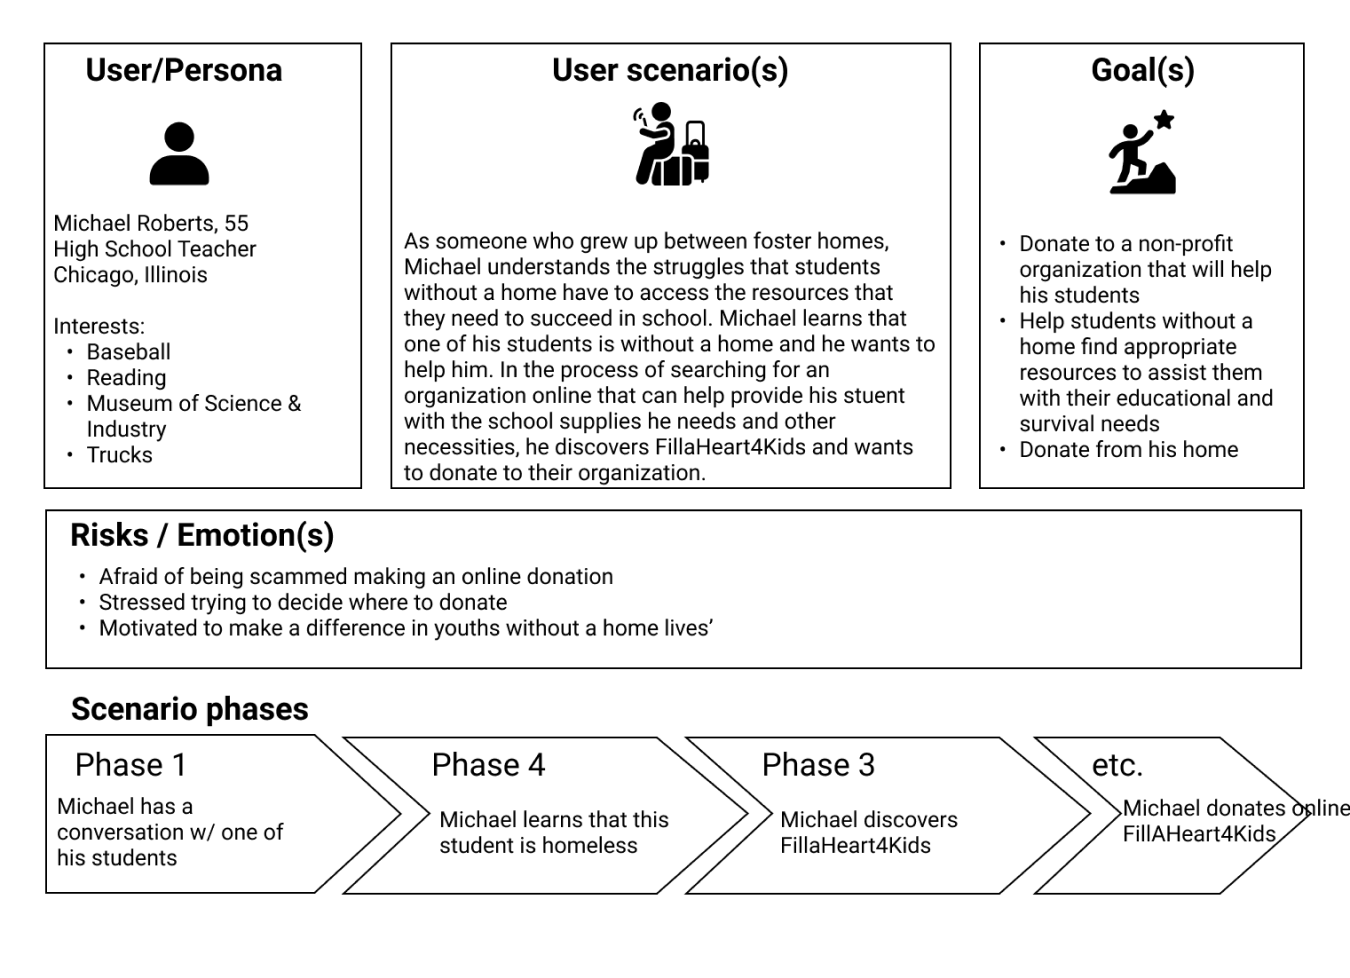 User/Persona
Michael Roberts, 55
High School Teacher
Chicago, Illinois
Interests:
• Baseball
• Reading
• Museum of Science &
Industry
• Trucks
User scenario(s)
As someone who grew up between foster homes,
Michael understands the struggles that students
without a home have to access the resources that
they need to succeed in school. Michael learns that
one of his students is without a home and he wants to
help him. In the process of searching for an
organization online that can help provide his stuent
with the school supplies he needs and other
necessities, he discovers FillaHeart4Kids and wants
to donate to their organization.
Goal(s)
• Donate to a non-profit
organization that will help
his students
• Help students without a
home find appropriate
resources to assist them
with their educational and
survival needs
• Donate from his home
Risks / Emotion(s)
• Afraid of being scammed making an online donation
• Stressed trying to decide where to donate
• Motivated to make a difference in youths without a home lives’
Scenario phases
Phase 1
Michael has a
conversation w/ one of
his students
Phase 4
Michael learns that this
student is homeless
Phase 3
Michael discovers
FillaHeart4Kids
etc.
Michael donates online
FillAHeart4Kids